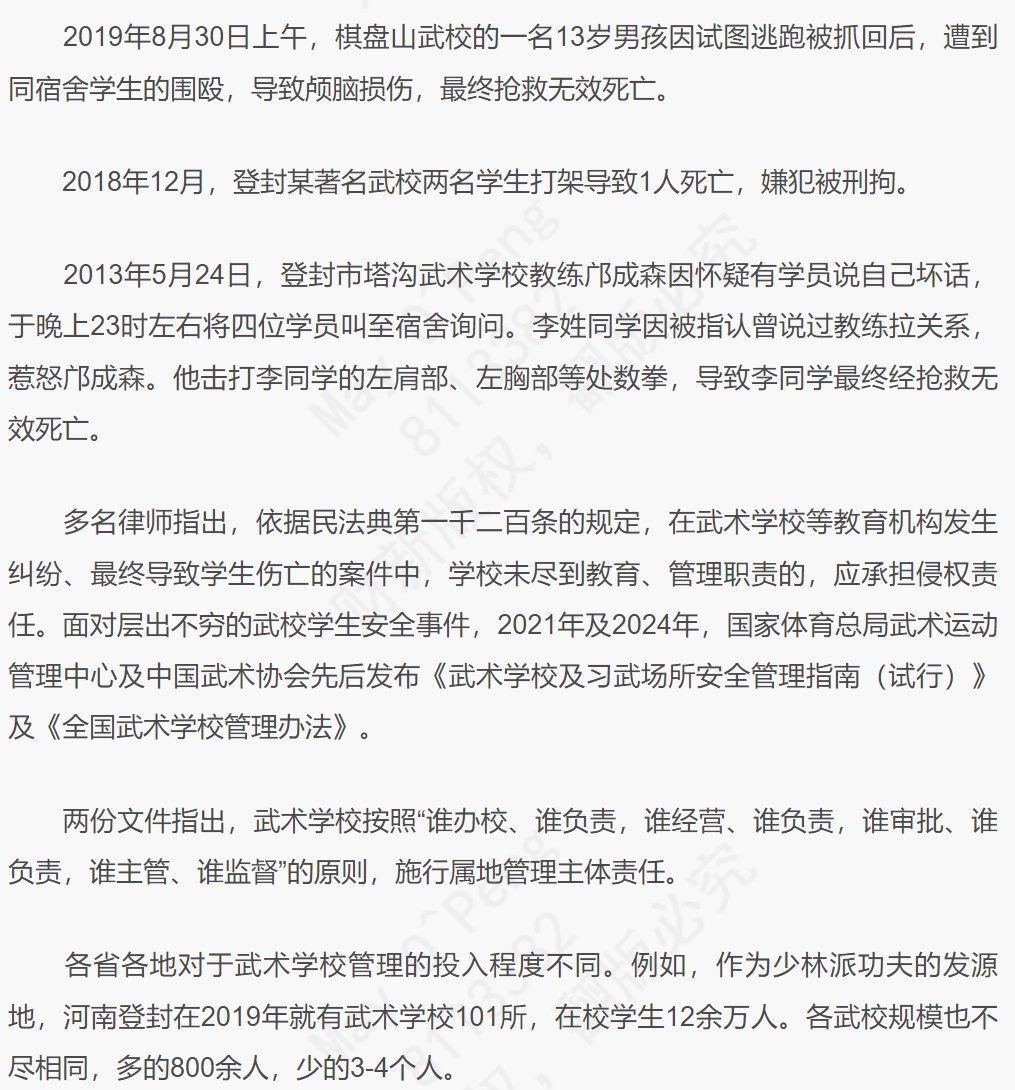 2019年8月30日上午，棋盘山武校的一名13岁男孩因试图逃跑被抓回后，遭到
同宿舍学生的围殴，导致颅脑损伤，最终抢救无效死亡。
2018年12月，登封某著名武校两名学生打架导致1人死亡，嫌犯被刑拘。
2013年5月24日，登封市塔沟武术学校教练邝成森因怀疑有学员说自己坏话，
于晚上23时左右将四位学员叫至宿舍询问。李姓同学因被指认曾说过教练拉关系，
惹怒邝成森。他击打李同学的左肩部、左胸部等处数拳，导致李同学最终经抢救无
效死亡。
多名律师指出，依据民法典第一千二百条的规定，在武术学校等教育机构发生
纠纷、最终导致学生伤亡的案件中，学校未尽到教育、管理职责的，应承担侵权责
任。面对层出不穷的武校学生安全事件，2021年及2024年，国家体育总局武术运动
管理中心及中国武术协会先后发布《武术学校及习武场所安全管理指南（试行）》
及《全国武术学校管理办法》。
两份文件指出，武术学校按照“谁办校、谁负责，谁经营、谁负责，谁审批、谁
负责，谁主管、谁监督”的原则，施行属地管理主体责任。
各省各地对于武术学校管理的投入程度不同。例如，作为少林派功夫的发源
地，河南登封在2019年就有武术学校101所，在校学生12余万人。各武校规模也不
尽相同，多的800余人，少的3-4个人。
May_0^Peng
8113382
财新版权，翻版必究
May_0^Peng
8113382
翻版必究